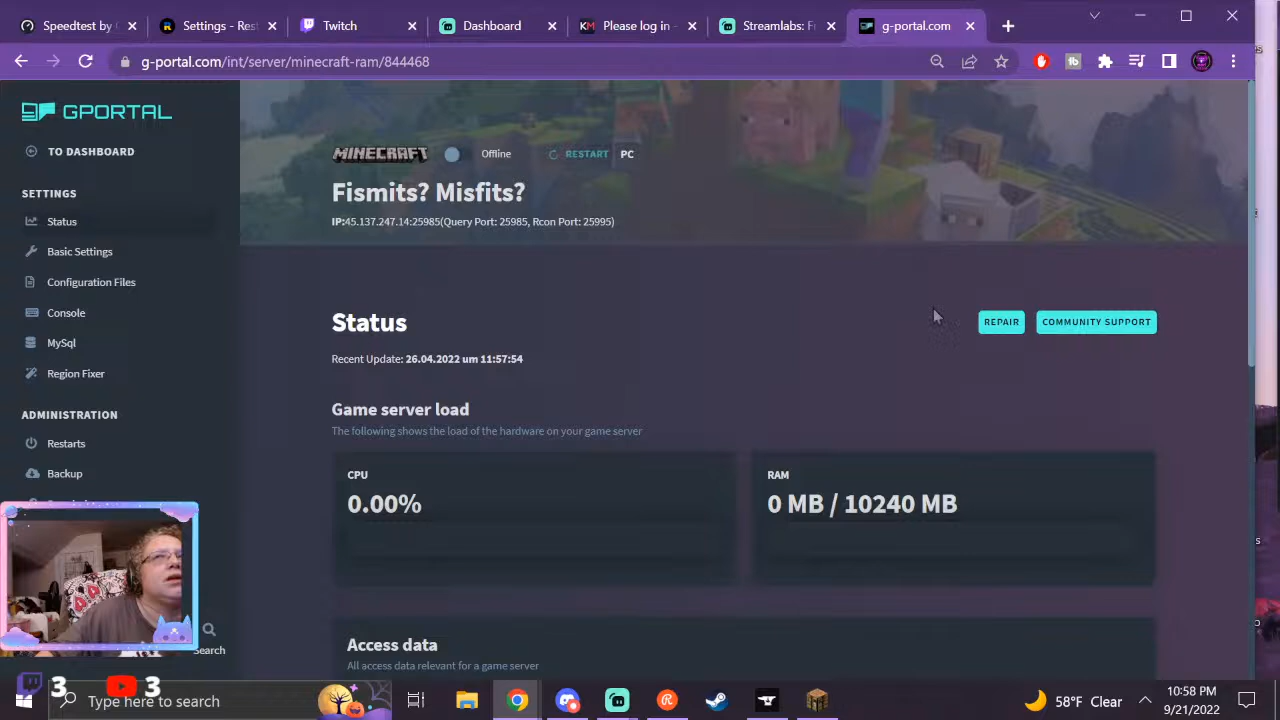 Speedtest by
Settings - Rest
Twitch
Dashboard
KM
Please log in -
Streamlabs: F
g-portal.com
g-portal.com/int/server/minecraft-ram/844468
GPORTAL
TO DASHBOARD
SETTINGS
Status
Basic Settings
Configuration Files
Console
MySql
Region Fixer
ADMINISTRATION
Restarts
Backup
Search
MINECRAFT
Offline
RESTART
PC
Fismits? Misfits?
IP:45.137.247.14:25985(Query Port: 25985, Rcon Port: 25995)
Status
REPAIR
COMMUNITY SUPPORT
Recent Update: 26.04.2022 um 11:57:54
Game server load
The following shows the load of the hardware on your game server
CPU
0.00%
RAM
0 MB / 10240 MB
Access data
All access data relevant for a game server
3
3
Type here to search
58°F Clear
10:58 PM
9/21/2022